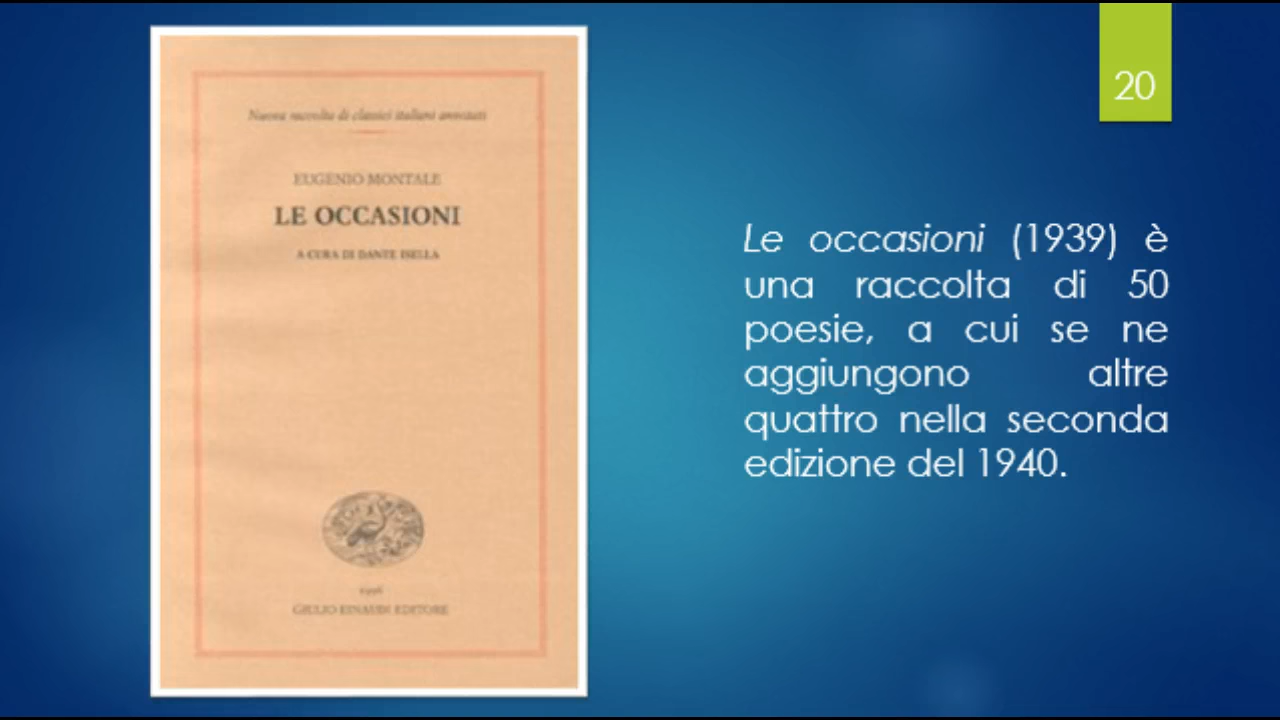 Nuova raccolta di classici italiani annotati
EUGENIO MONTALE
LE OCCASIONI
A CURA DI DANTE ISELLA
1996
GIULIO EINAUDI EDITORE
20
Le occasioni (1939) è
una raccolta di 50
poesie, a cui se ne
aggiungono altre
quattro nella seconda
edizione del 1940.